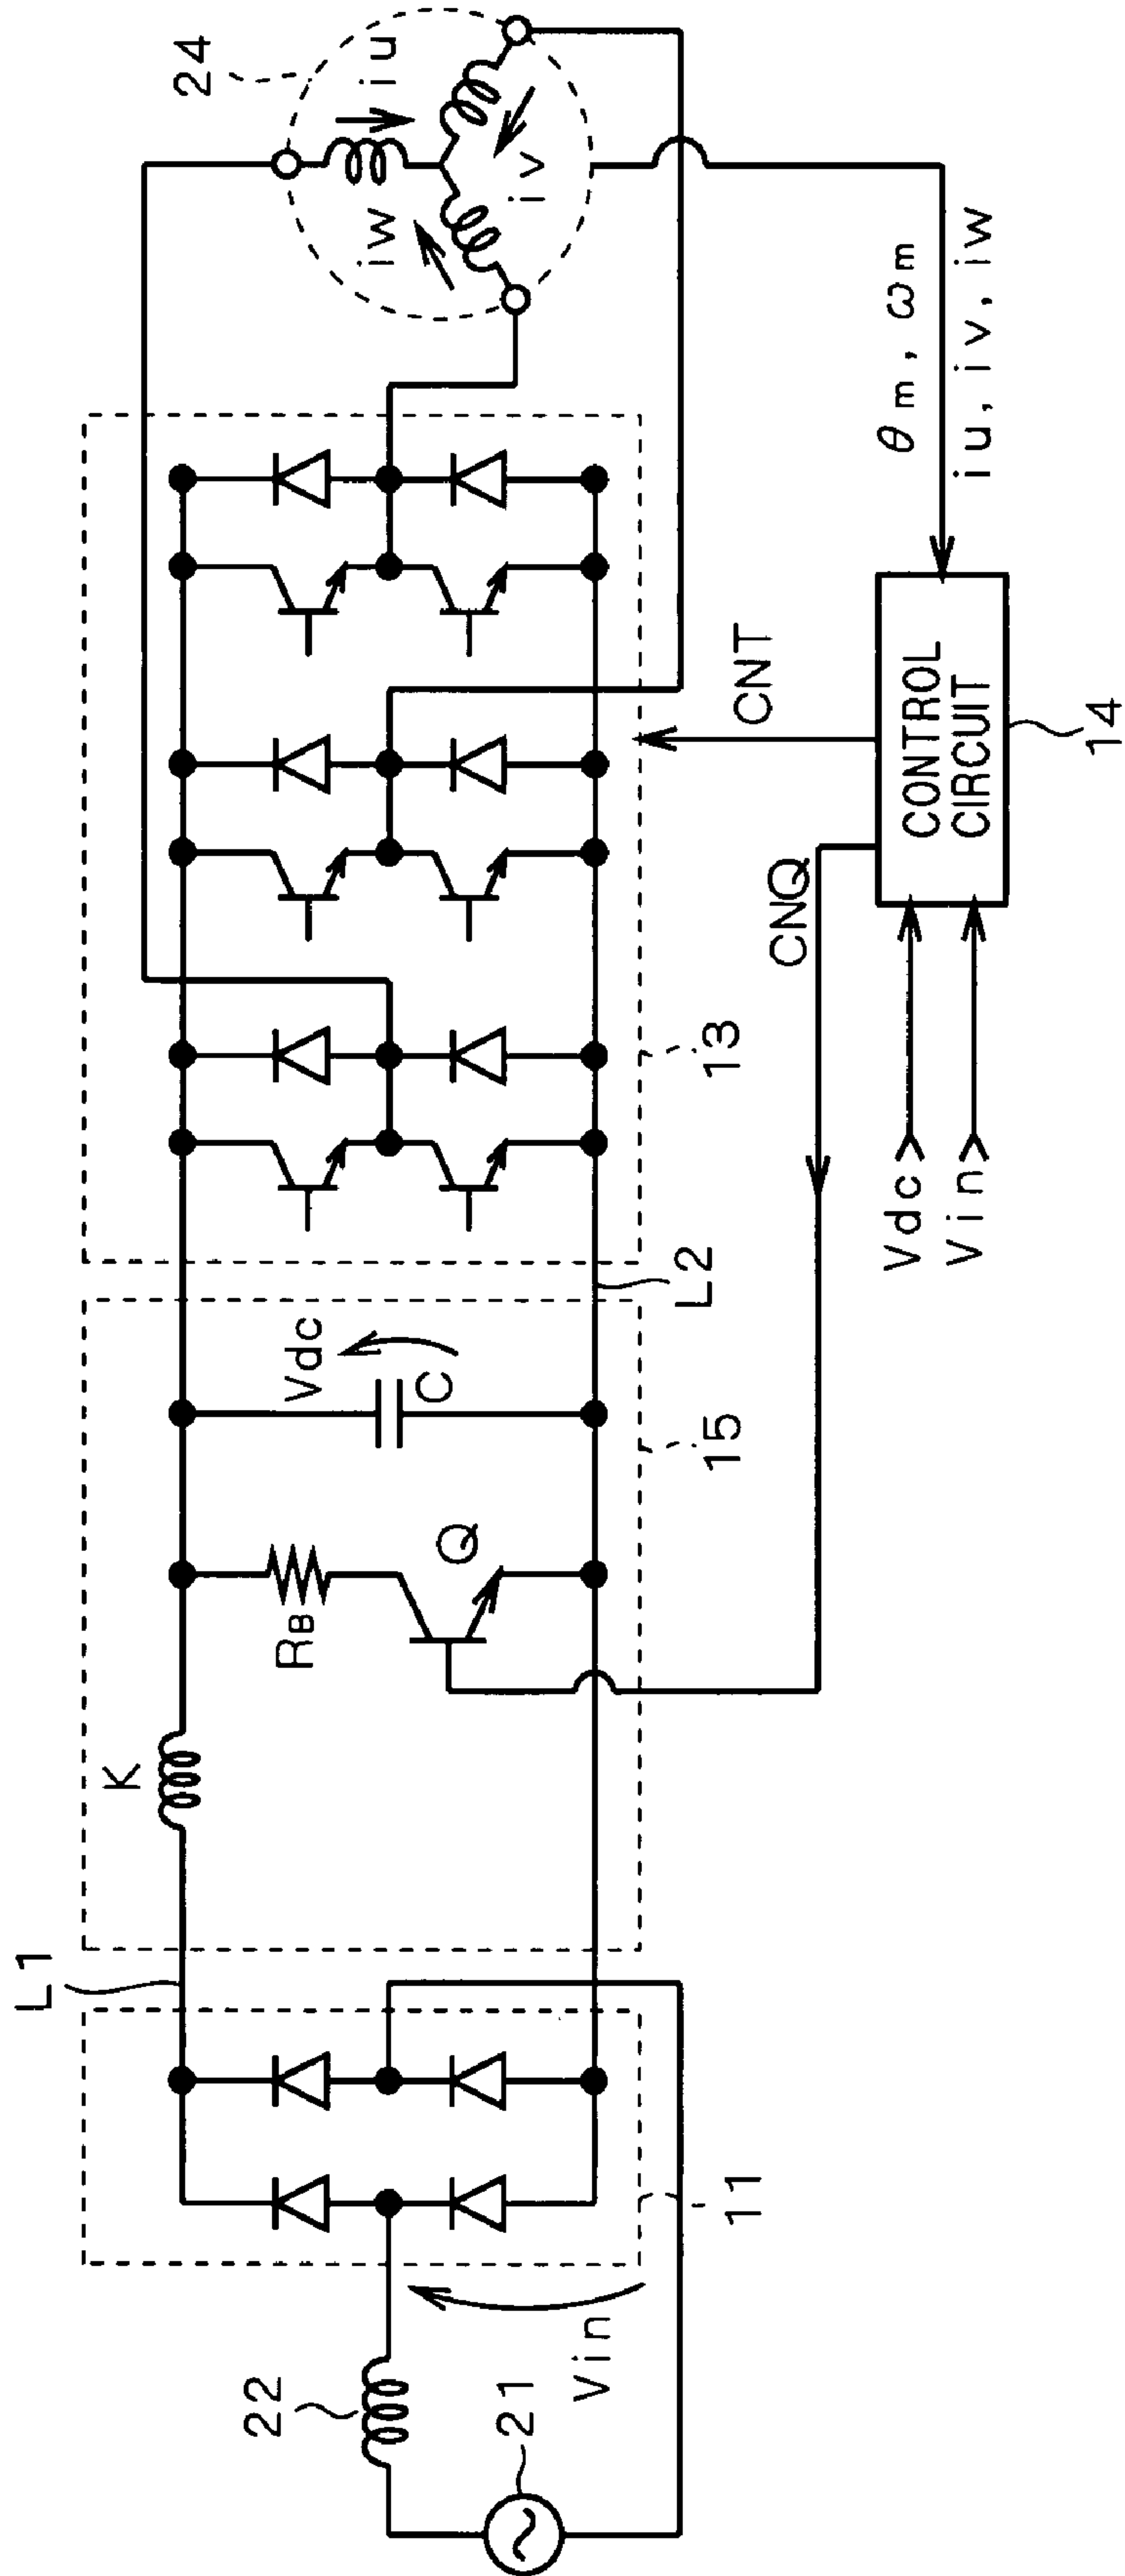 L1
K
RB
Q
Vdc
C
15
L2
13
11
22
21
Vin
24
iu
iv
iw
θm, ωm
iu, iv, iw
CNT
CNQ
CONTROL
CIRCUIT
14
Vdc
Vin